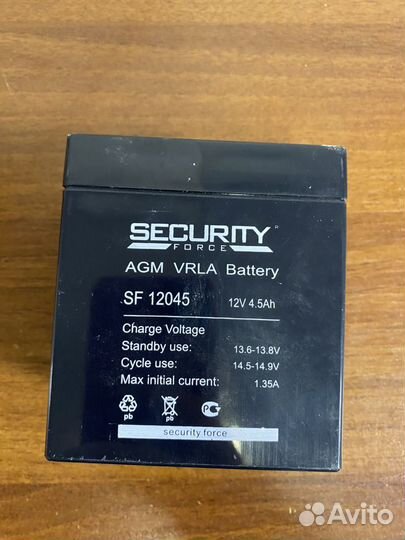 SECURITY
FORCE
AGM VRLA Battery
SF 12045 12V 4.5Ah
Charge Voltage
Standby use: 13.6-13.8V
Cycle use: 14.5-14.9V
Max initial current: 1.35A
pb pb
security force
Avito